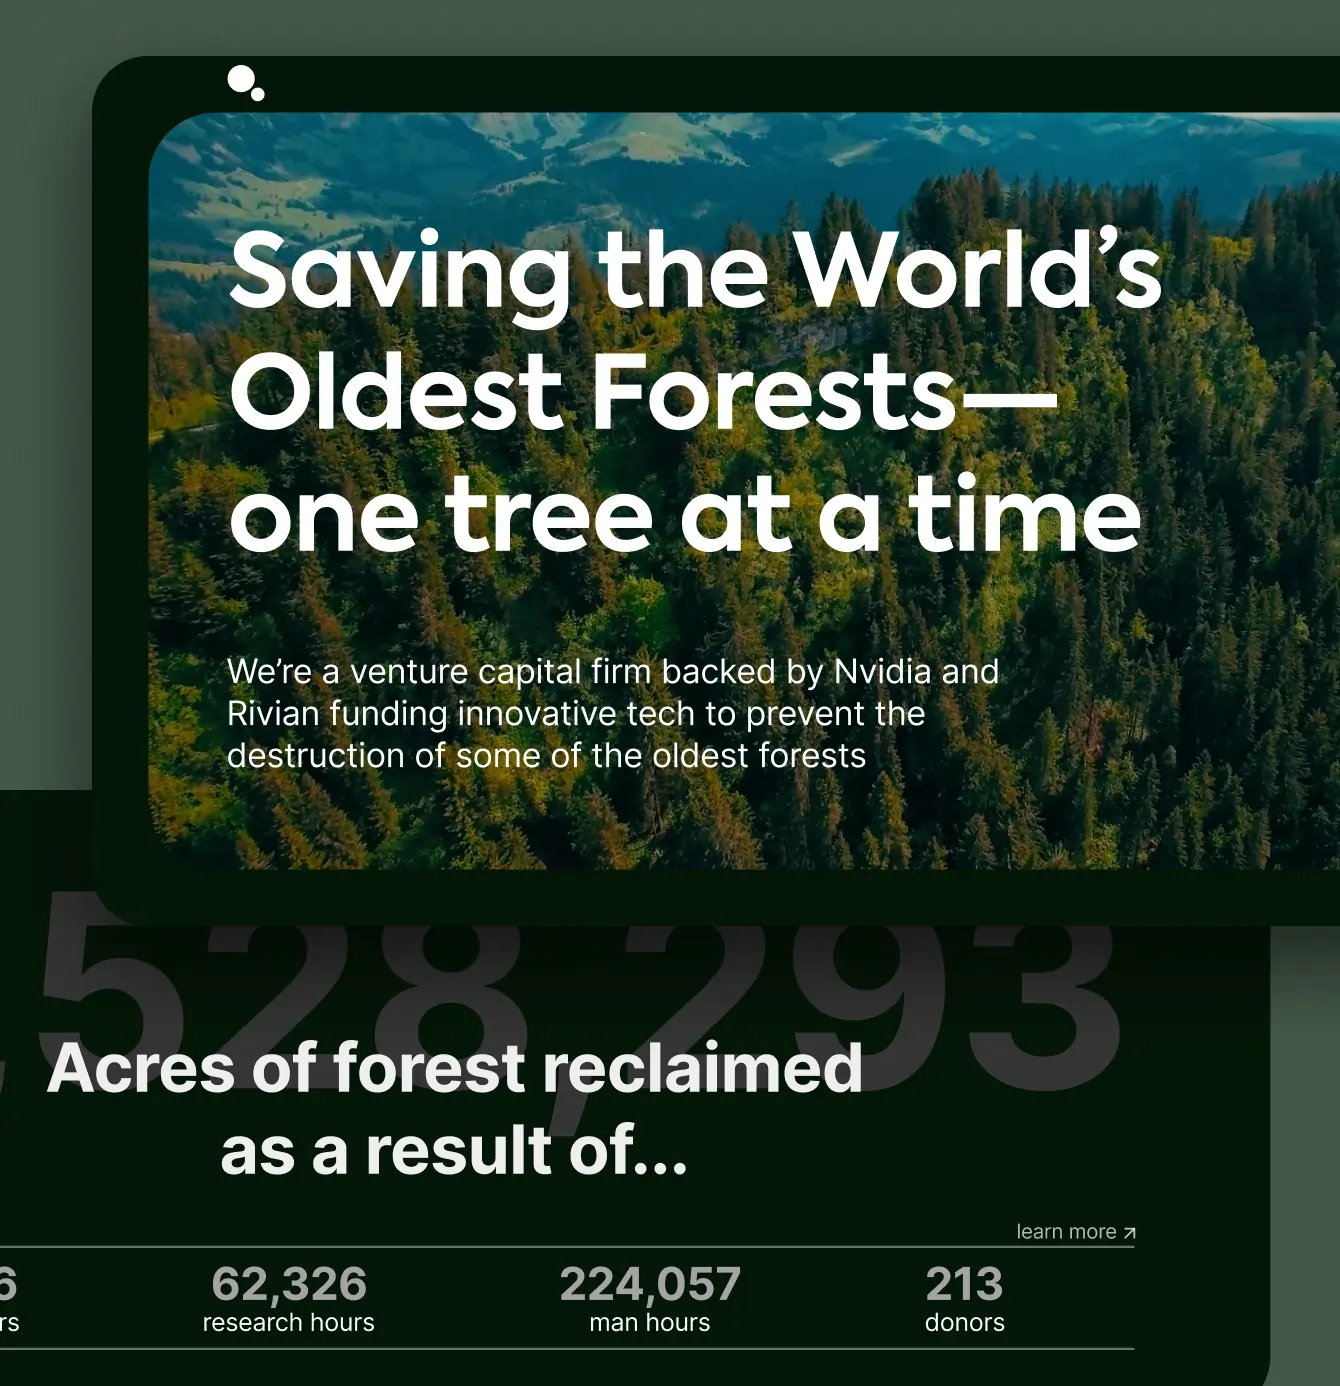 Saving the World’s
Oldest Forests—
one tree at a time
We’re a venture capital firm backed by Nvidia and
Rivian funding innovative tech to prevent the
destruction of some of the oldest forests
,528,293
Acres of forest reclaimed
as a result of...
learn more
6 62,326 224,057 213
rs research hours man hours donors